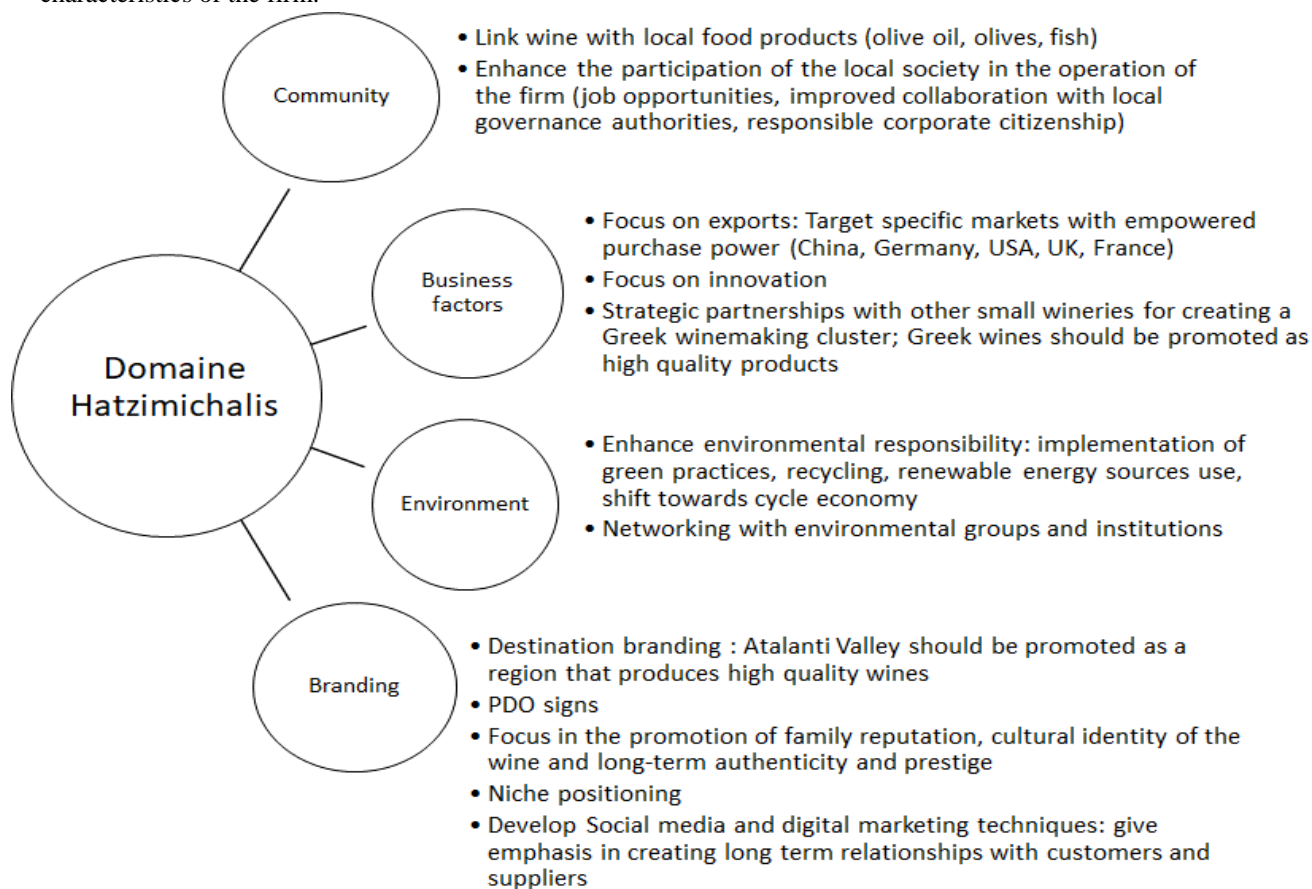 characteristics of the firm.
Community
• Link wine with local food products (olive oil, olives, fish)
• Enhance the participation of the local society in the operation of
the firm (job opportunities, improved collaboration with local
governance authorities, responsible corporate citizenship)
Business
factors
• Focus on exports: Target specific markets with empowered
purchase power (China, Germany, USA, UK, France)
• Focus on innovation
• Strategic partnerships with other small wineries for creating a
Greek winemaking cluster; Greek wines should be promoted as
high quality products
Domaine
Hatzimichalis
Environment
• Enhance environmental responsibility: implementation of
green practices, recycling, renewable energy sources use,
shift towards cycle economy
• Networking with environmental groups and institutions
Branding
• Destination branding : Atalanti Valley should be promoted as a
region that produces high quality wines
• PDO signs
• Focus in the promotion of family reputation, cultural identity of the
wine and long-term authenticity and prestige
• Niche positioning
• Develop Social media and digital marketing techniques: give
emphasis in creating long term relationships with customers and
suppliers